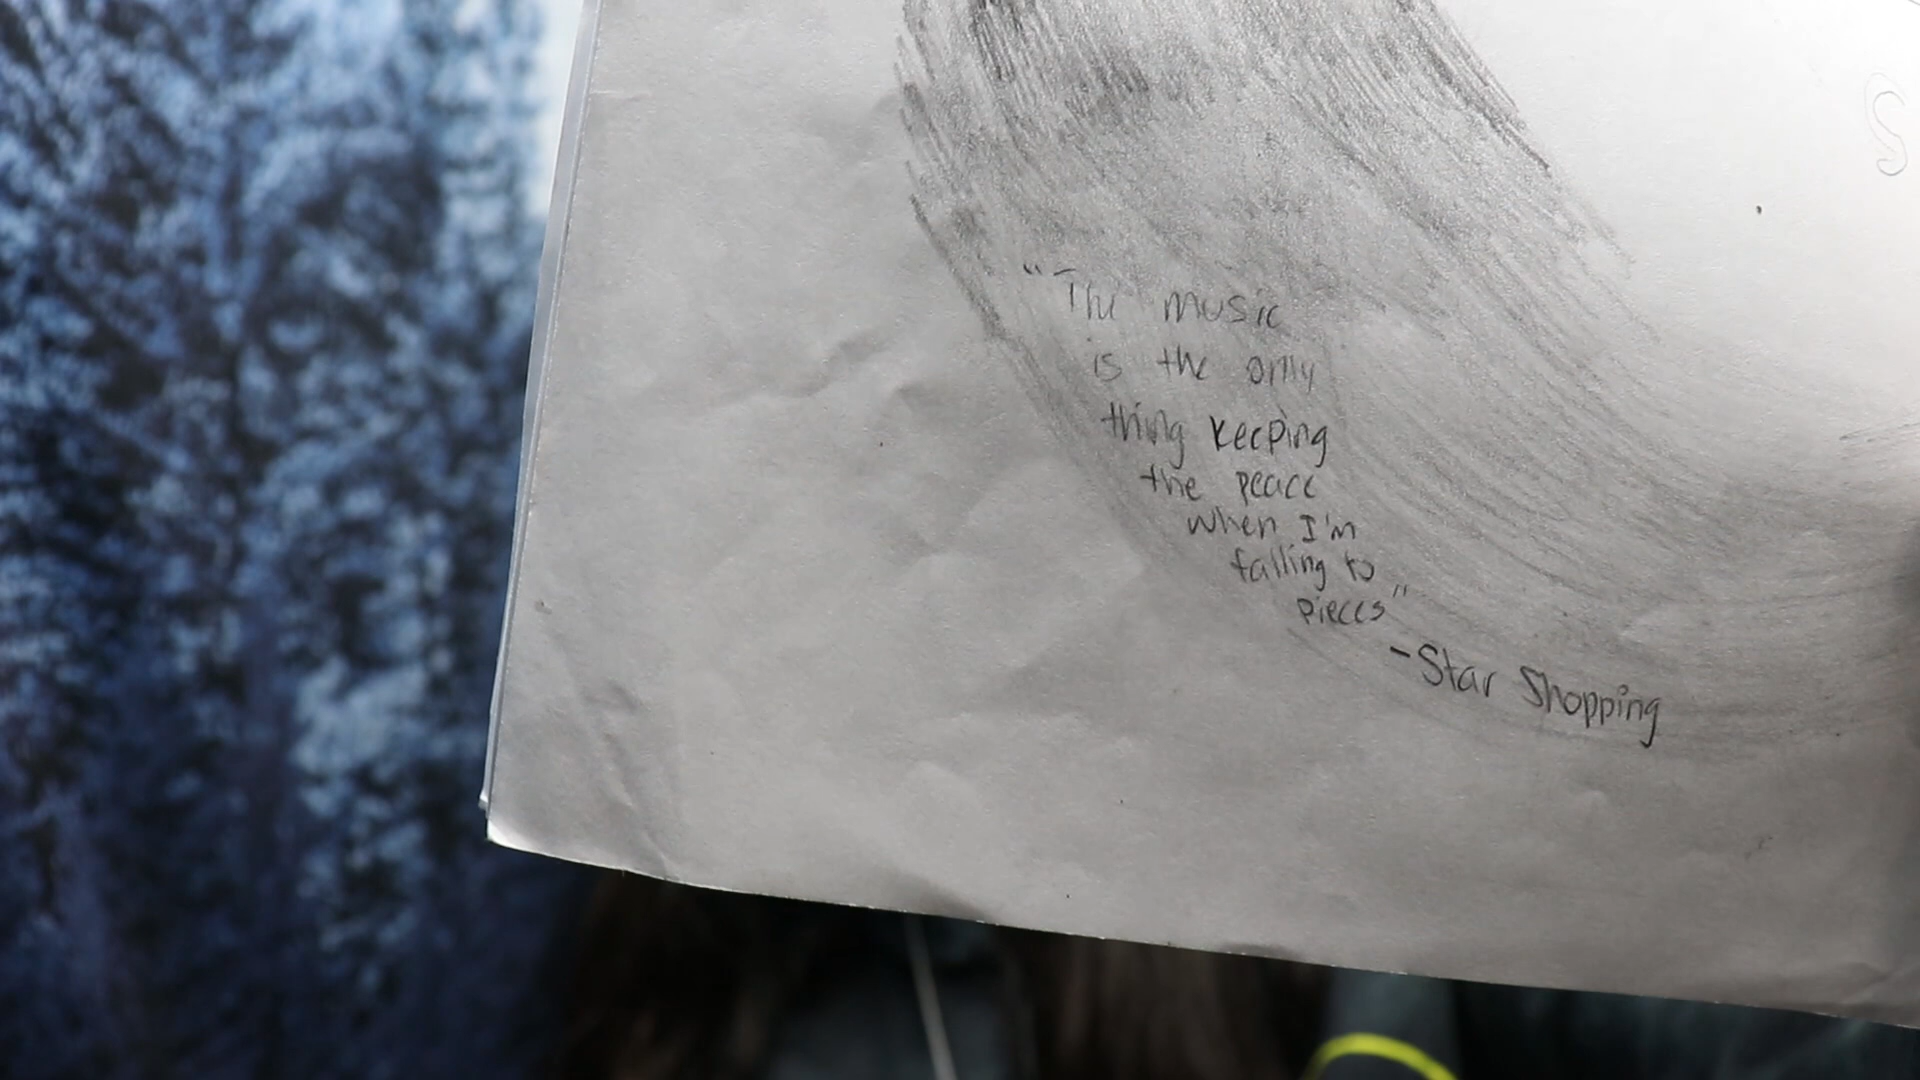 "The music
is the only
thing keeping
the peace
when I'm
falling to
pieces"
-Star Shopping
S